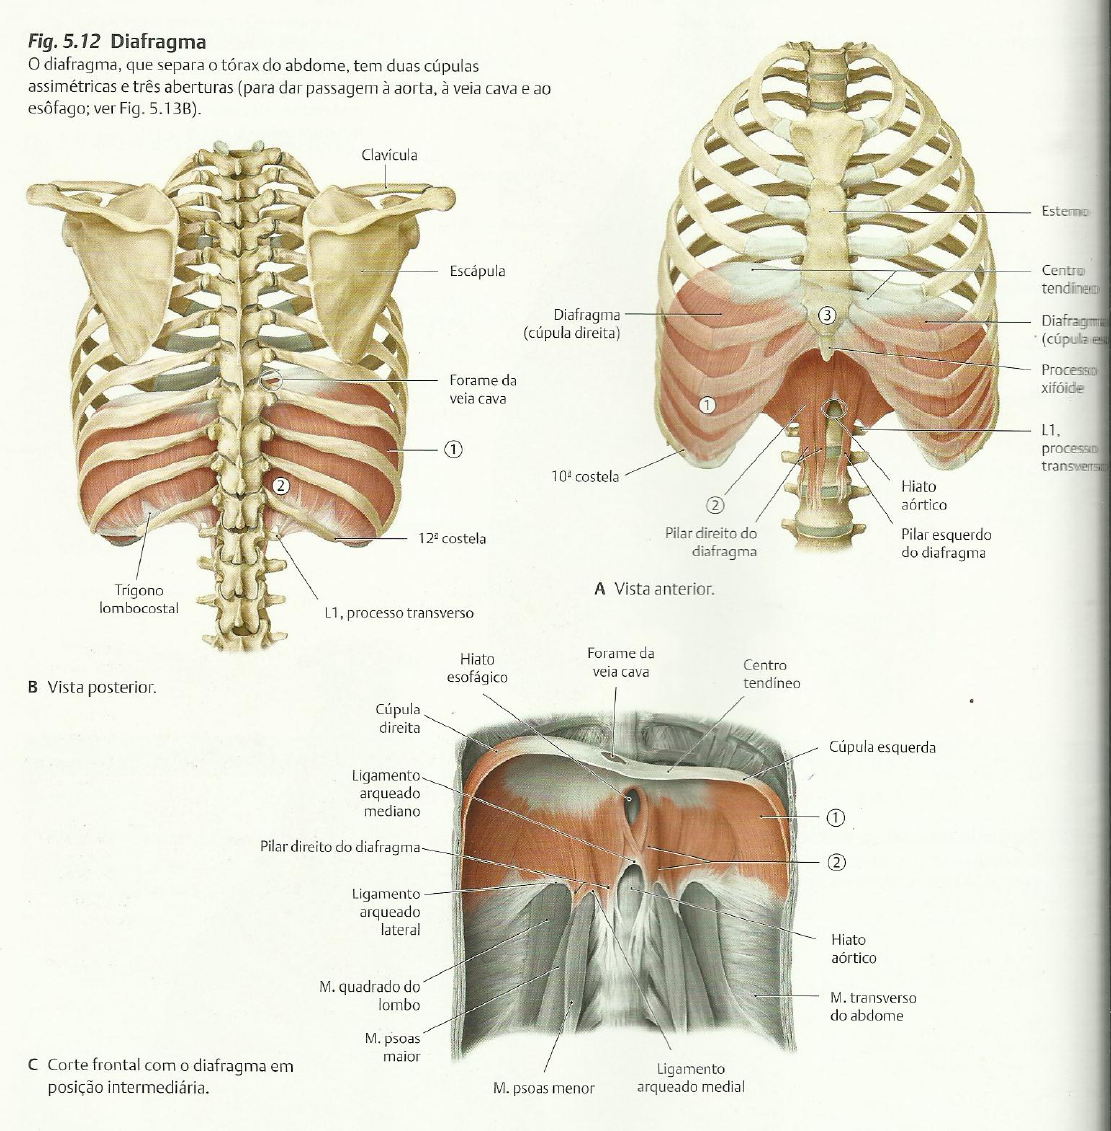 Fig. 5.12 Diafragma
O diafragma, que separa o tórax do abdome, tem duas cúpulas
assimétricas e três aberturas (para dar passagem à aorta, à veia cava e ao
esôfago; ver Fig. 5.13B).
Clavícula
Escápula
Forame da
veia cava
1
2
12ª costela
Trígono
lombocostal
L1, processo transverso
B Vista posterior.
Esterno
Centro
tendíneo
Diafragma
(cúpula direita)
3
Diafragma
(cúpula
Processo
xifóide
1
L1,
processo
transverso
10ª costela
2
Hiato
aórtico
Pilar direito do
diafragma
Pilar esquerdo
do diafragma
A Vista anterior.
Hiato
esofágico
Forame da
veia cava
Centro
tendíneo
Cúpula
direita
Cúpula esquerda
Ligamento
arqueado
mediano
1
Pilar direito do diafragma
2
Ligamento
arqueado
lateral
Hiato
aórtico
M. quadrado do
lombo
M. transverso
do abdome
M. psoas
maior
M. psoas menor
Ligamento
arqueado medial
C Corte frontal com o diafragma em
posição intermediária.